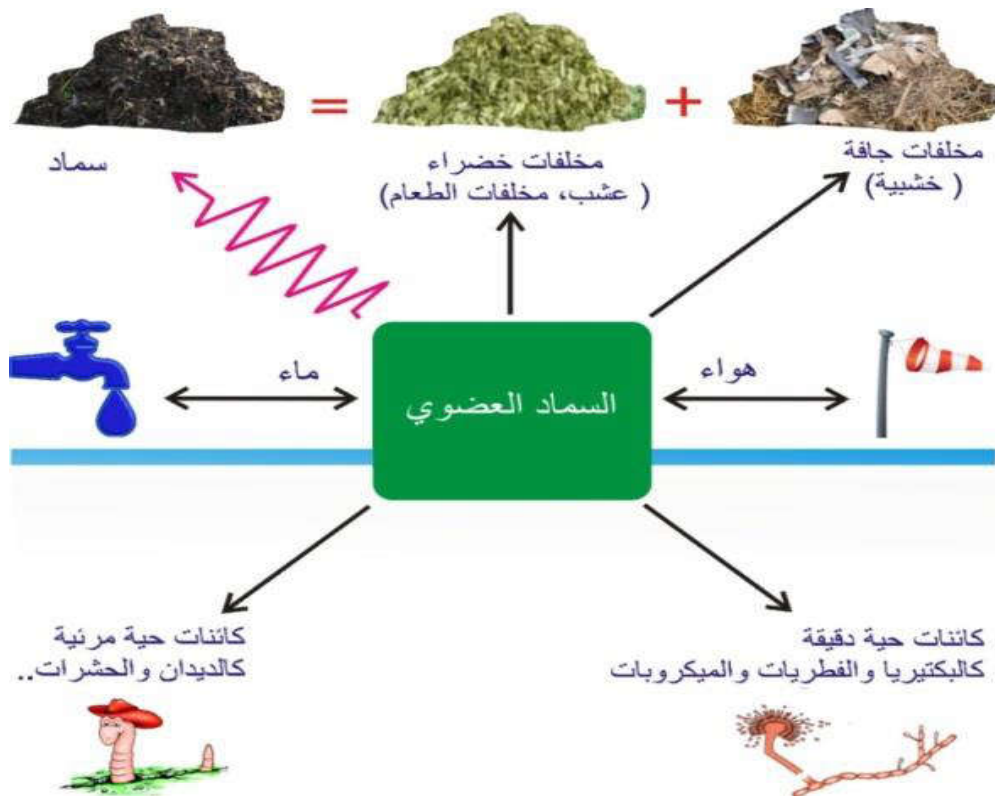 =
+
سماد
مخلفات خضراء
( عشب، مخلفات الطعام)
مخلفات جافة
( خشبية)
ماء
هواء
السماد العضوي
كائنات حية مرئية
كالديدان والحشرات..
كائنات حية دقيقة
كالبكتيريا والفطريات والميكروبات